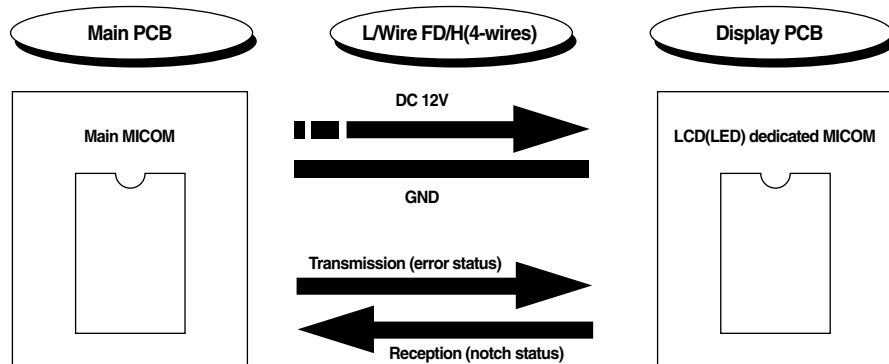 Main PCB
L/Wire FD/H(4-wires)
Display PCB
DC 12V
Main MICOM
LCD(LED) dedicated MICOM
GND
Transmission (error status)
Reception (notch status)